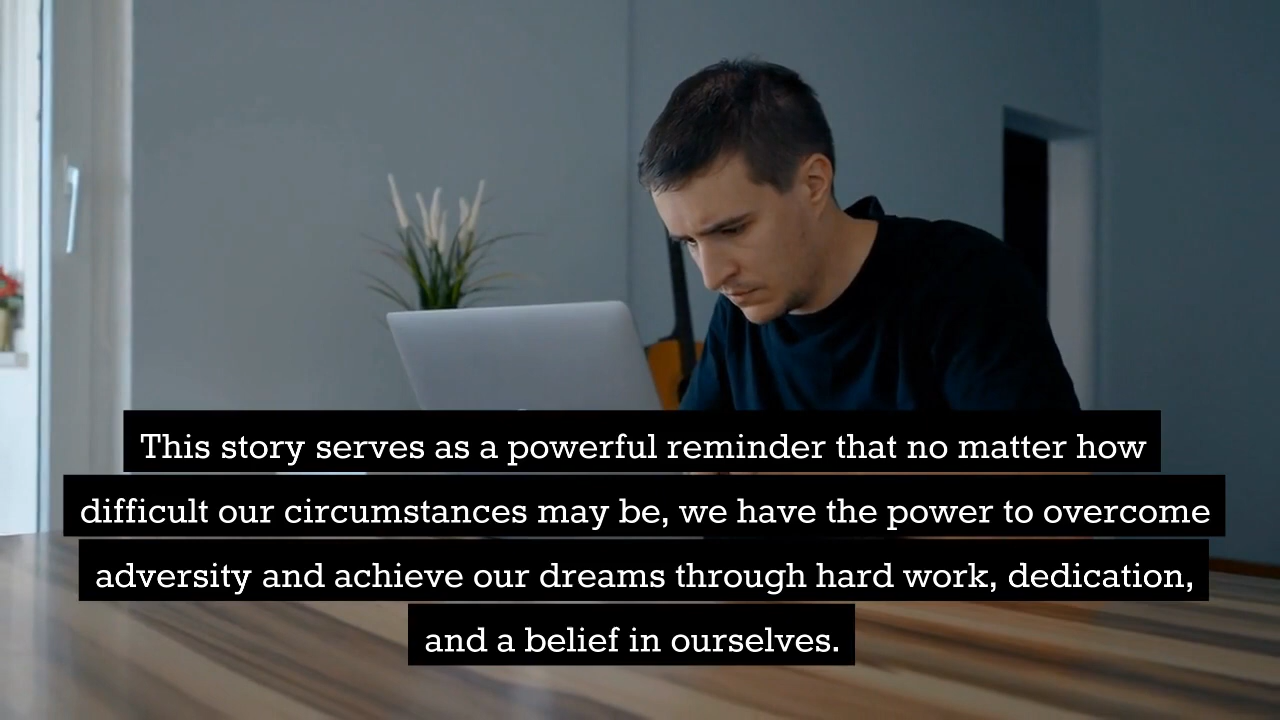 This story serves as a powerful reminder that no matter how
difficult our circumstances may be, we have the power to overcome
adversity and achieve our dreams through hard work, dedication,
and a belief in ourselves.